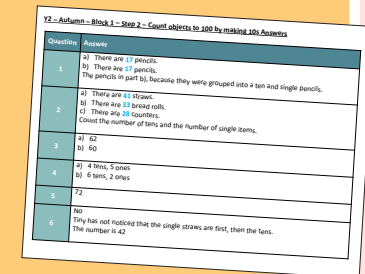 Y2 – Autumn – Block 1 – Step 2 – Count objects to 100 by making 10s Answers
Question Answer
1
a) There are 17 pencils.
b) There are 17 pencils.
The pencils in part b), because they were grouped into a ten and single pencils.
2
a) There are 41 straws.
b) There are 33 bread rolls.
c) There are 28 counters.
Count the number of tens and the number of single items.
3
a) 62
b) 60
4
a) 4 tens, 5 ones
b) 6 tens, 2 ones
5
72
6
No
Tiny has not noticed that the single straws are first, then the tens.
The number is 42